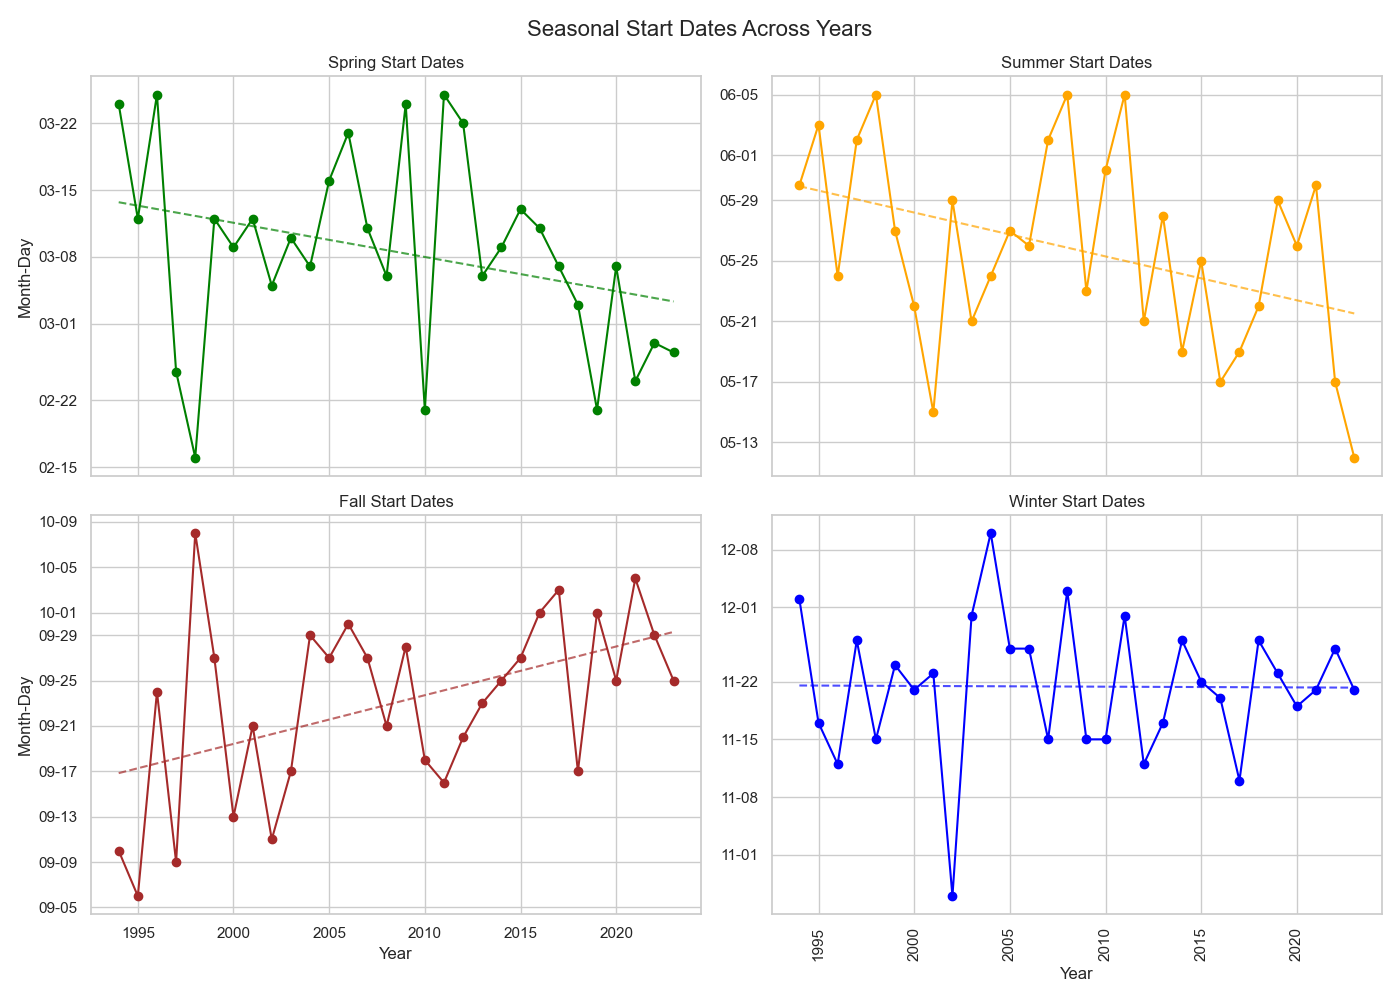 Seasonal Start Dates Across Years
Spring Start Dates
Month-Day
03-22
03-15
03-08
03-01
02-22
02-15
Summer Start Dates
06-05
06-01
05-29
05-25
05-21
05-17
05-13
Fall Start Dates
Month-Day
10-09
10-05
10-01
09-29
09-25
09-21
09-17
09-13
09-09
09-05
1995 2000 2005 2010 2015 2020
Year
Winter Start Dates
12-08
12-01
11-22
11-15
11-08
11-01
1995 2000 2005 2010 2015 2020
Year